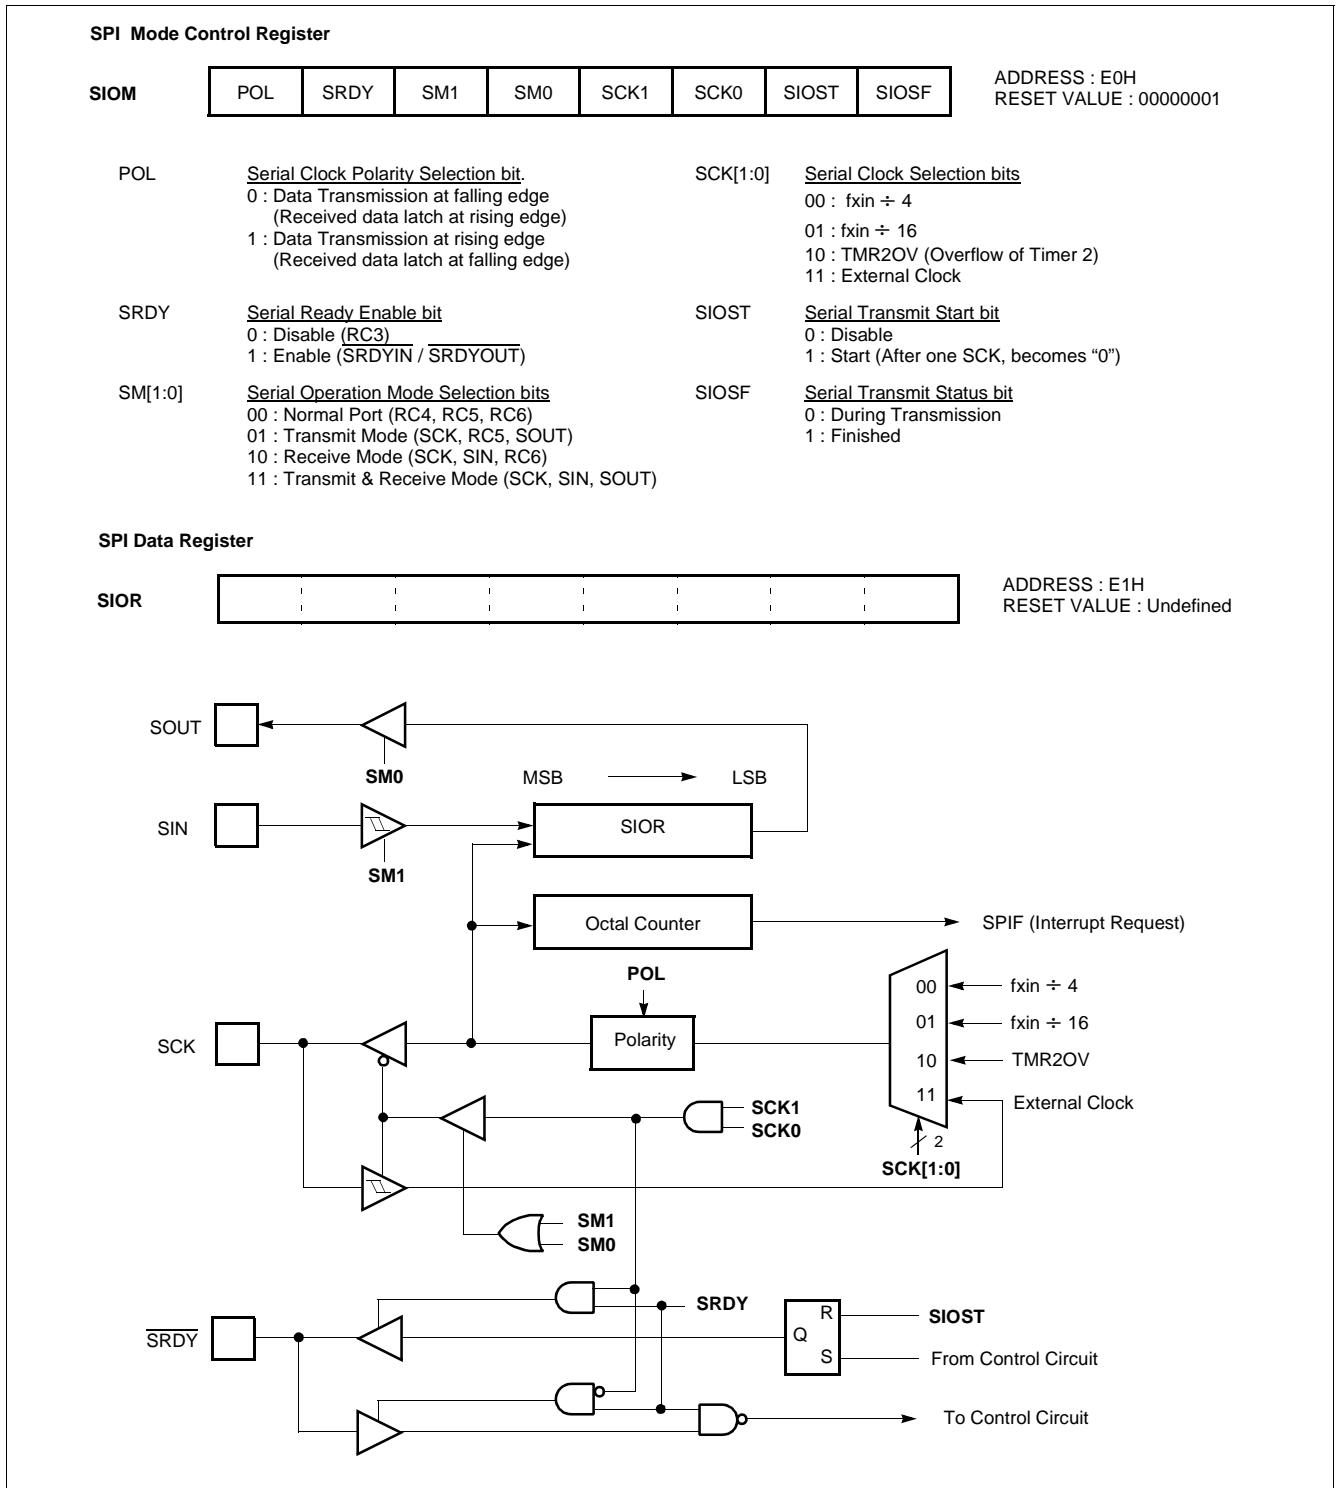 SPI Mode Control Register
SIOM
POL SRDY SM1 SM0 SCK1 SCK0 SIOST SIOSF
ADDRESS : E0H
RESET VALUE : 00000001
POL
Serial Clock Polarity Selection bit.
0 : Data Transmission at falling edge
(Received data latch at rising edge)
1 : Data Transmission at rising edge
(Received data latch at falling edge)
SCK[1:0]
Serial Clock Selection bits
00 : fxin ÷ 4
01 : fxin ÷ 16
10 : TMR2OV (Overflow of Timer 2)
11 : External Clock
SRDY
Serial Ready Enable bit
0 : Disable (RC3)
1 : Enable (SRDYIN / SRDYOUT)
SIOST
Serial Transmit Start bit
0 : Disable
1 : Start (After one SCK, becomes “0”)
SM[1:0]
Serial Operation Mode Selection bits
00 : Normal Port (RC4, RC5, RC6)
01 : Transmit Mode (SCK, RC5, SOUT)
10 : Receive Mode (SCK, SIN, RC6)
11 : Transmit & Receive Mode (SCK, SIN, SOUT)
SIOSF
Serial Transmit Status bit
0 : During Transmission
1 : Finished
SPI Data Register
SIOR
ADDRESS : E1H
RESET VALUE : Undefined
SOUT
SM0
MSB LSB
SIN
SIOR
SM1
Octal Counter
SPIF (Interrupt Request)
POL
00
fxin ÷ 4
01
fxin ÷ 16
SCK
Polarity
10
TMR2OV
11
External Clock
SCK1
SCK0
2
SCK[1:0]
SM1
SM0
SRDY
R
SIOST
SRDY
Q
S
From Control Circuit
To Control Circuit